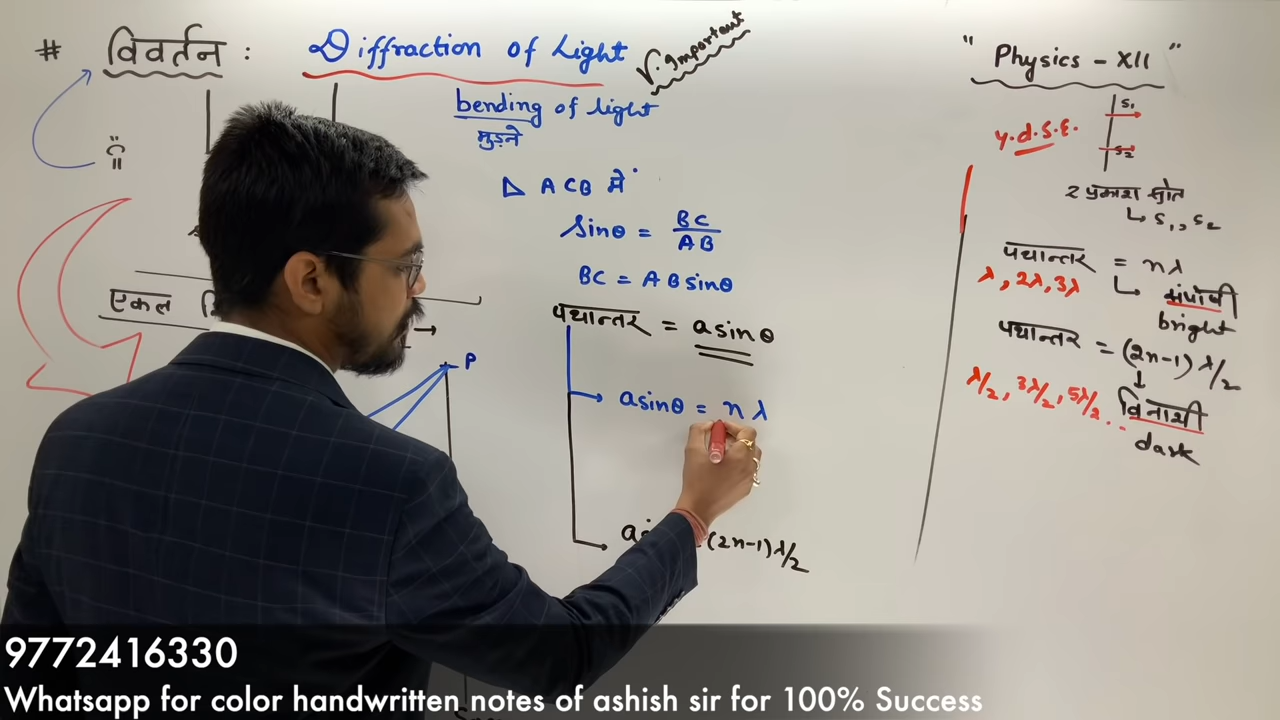 # विवर्तन : Diffraction of Light
V. Important
bending of light
मुड़ने
△ ACB में
sinθ = BC/AB
BC = AB sinθ
पथान्तर = a sinθ
a sinθ = n λ
(2n-1) λ/2
एकल
P
" Physics - XII "
Y.d.S.E.
S₁
S₂
2 प्रकाश स्रोत
↳ S₁, S₂
पथान्तर = nλ
λ, 2λ, 3λ
↳ संपोषी
bright
पथान्तर = (2n-1) λ/2
λ/2, 3λ/2, 5λ/2 . . .
विनाशी
dark
9772416330
Whatsapp for color handwritten notes of ashish sir for 100% Success